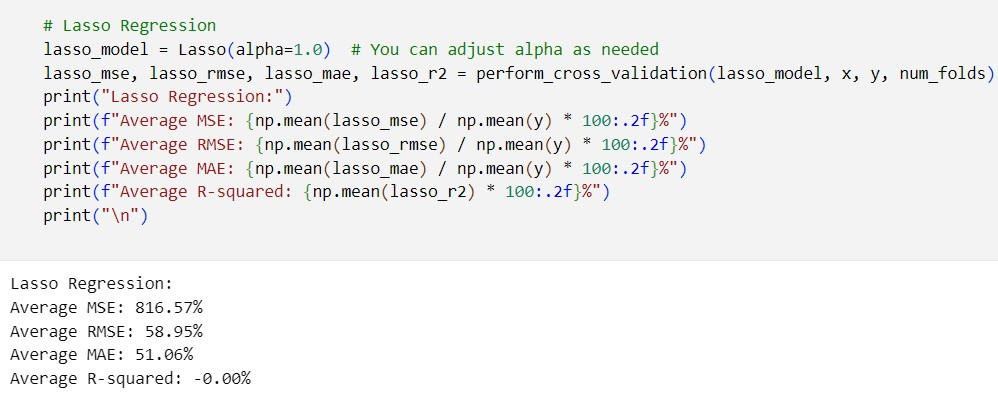 # Lasso Regression
lasso_model = Lasso(alpha=1.0)  # You can adjust alpha as needed
lasso_mse, lasso_rmse, lasso_mae, lasso_r2 = perform_cross_validation(lasso_model, x, y, num_folds)
print("Lasso Regression:")
print(f"Average MSE: {np.mean(lasso_mse) / np.mean(y) * 100:.2f}%")
print(f"Average RMSE: {np.mean(lasso_rmse) / np.mean(y) * 100:.2f}%")
print(f"Average MAE: {np.mean(lasso_mae) / np.mean(y) * 100:.2f}%")
print(f"Average R-squared: {np.mean(lasso_r2) * 100:.2f}%")
print("\n")
Lasso Regression:
Average MSE: 816.57%
Average RMSE: 58.95%
Average MAE: 51.06%
Average R-squared: -0.00%